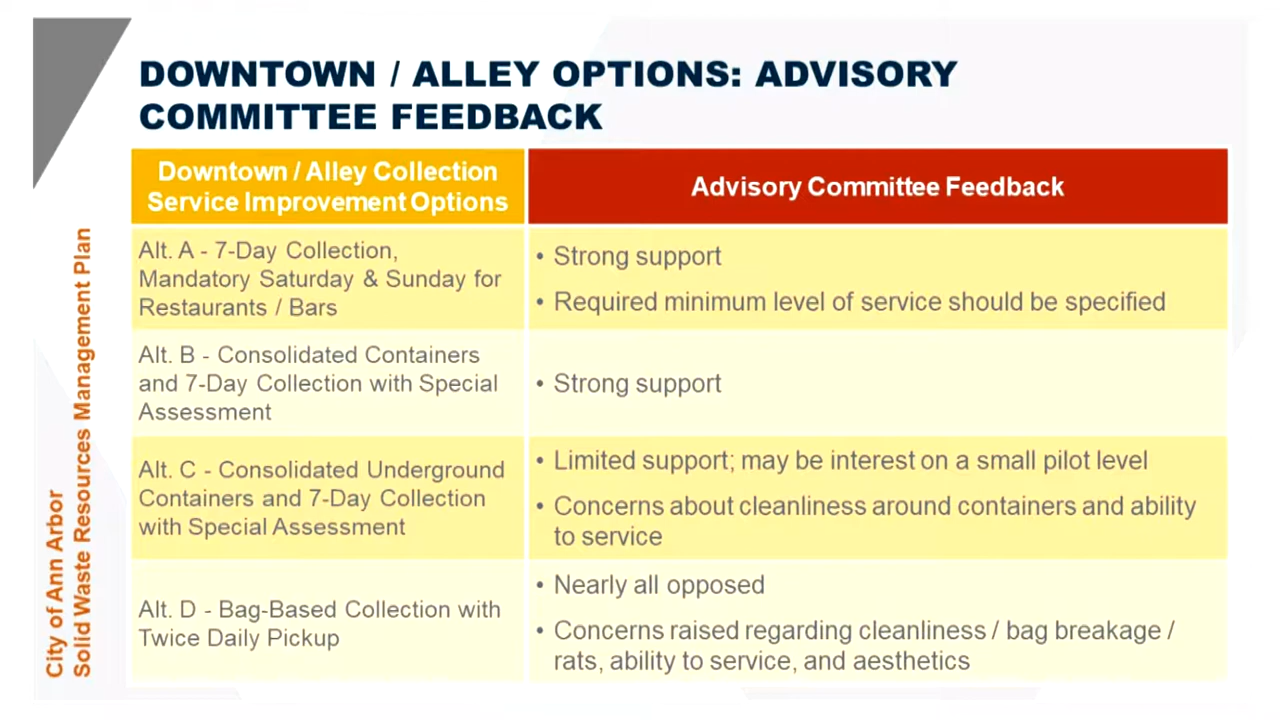 DOWNTOWN / ALLEY OPTIONS: ADVISORY
COMMITTEE FEEDBACK
Downtown / Alley Collection
Service Improvement Options
Advisory Committee Feedback
Alt. A - 7-Day Collection,
Mandatory Saturday & Sunday for
Restaurants / Bars
• Strong support
• Required minimum level of service should be specified
Alt. B - Consolidated Containers
and 7-Day Collection with Special
Assessment
• Strong support
Alt. C - Consolidated Underground
Containers and 7-Day Collection
with Special Assessment
• Limited support; may be interest on a small pilot level
• Concerns about cleanliness around containers and ability
to service
Alt. D - Bag-Based Collection with
Twice Daily Pickup
• Nearly all opposed
• Concerns raised regarding cleanliness / bag breakage /
rats, ability to service, and aesthetics
City of Ann Arbor
Solid Waste Resources Management Plan